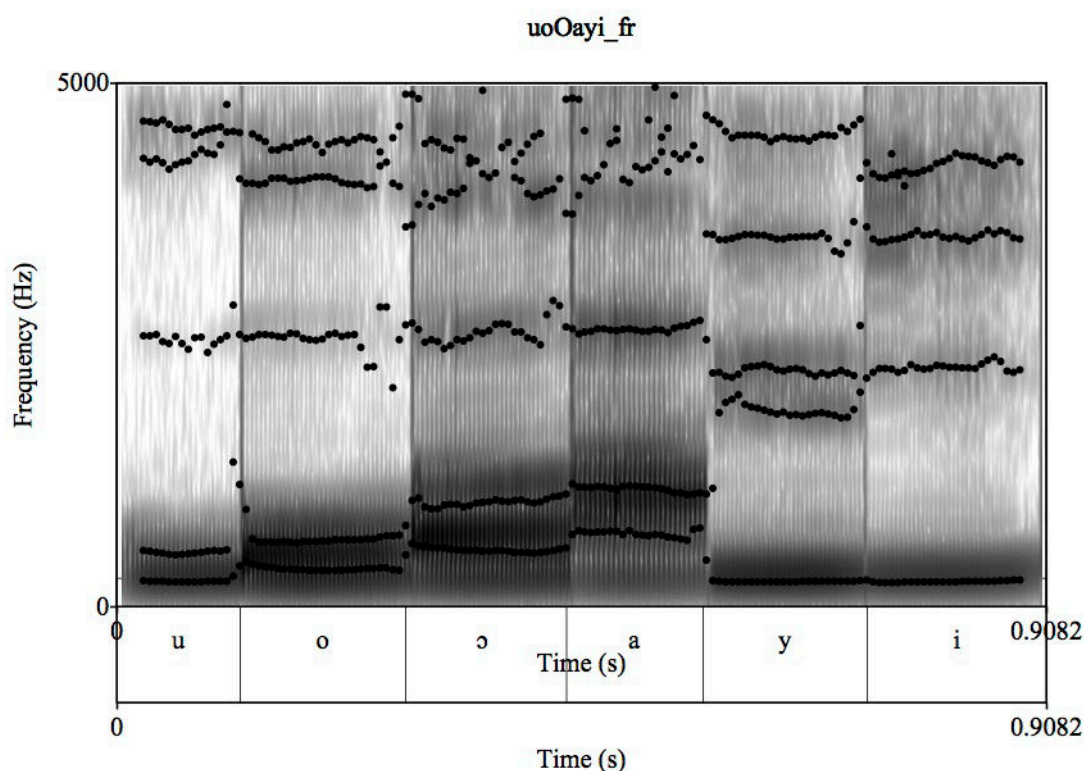 uoOayi_fr
5000
Frequency (Hz)
0
0 u o ɔ a y i 0.9082
Time (s)
0 0.9082
Time (s)